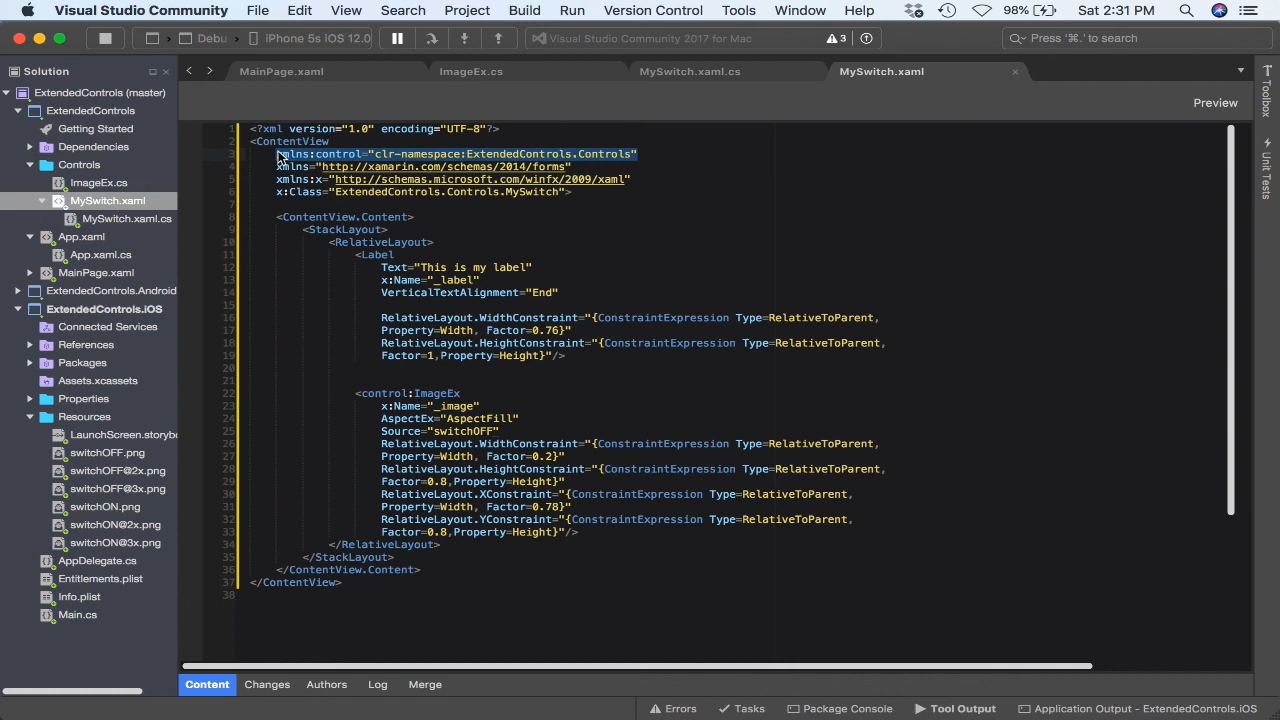 Visual Studio Community File Edit View Search Project Build Run Version Control Tools Window Help 98% Sat 2:31 PM
Debu iPhone 5s iOS 12.0 Visual Studio Community 2017 for Mac 3 Press '⌘.' to search
Solution
MainPage.xaml ImageEx.cs MySwitch.xaml.cs MySwitch.xaml
Preview
Toolbox
Unit Tests
ExtendedControls (master)
ExtendedControls
Getting Started
Dependencies
Controls
ImageEx.cs
MySwitch.xaml
MySwitch.xaml.cs
App.xaml
App.xaml.cs
MainPage.xaml
ExtendedControls.Android
ExtendedControls.iOS
Connected Services
References
Packages
Assets.xcassets
Properties
Resources
LaunchScreen.storybo
switchOFF.png
switchOFF@2x.png
switchOFF@3x.png
switchON.png
switchON@2x.png
switchON@3x.png
AppDelegate.cs
Entitlements.plist
Info.plist
Main.cs
1 <?xml version="1.0" encoding="UTF-8"?>
2 <ContentView
3 xmlns:control="clr-namespace:ExtendedControls.Controls"
4 xmlns="http://xamarin.com/schemas/2014/forms"
5 xmlns:x="http://schemas.microsoft.com/winfx/2009/xaml"
6 x:Class="ExtendedControls.Controls.MySwitch">
7
8 <ContentView.Content>
9 <StackLayout>
10 <RelativeLayout>
11 <Label
12 Text="This is my label"
13 x:Name="_label"
14 VerticalTextAlignment="End"
15
16 RelativeLayout.WidthConstraint="{ConstraintExpression Type=RelativeToParent,
17 Property=Width, Factor=0.76}"
18 RelativeLayout.HeightConstraint="{ConstraintExpression Type=RelativeToParent,
19 Factor=1,Property=Height}"/>
20
21
22 <control:ImageEx
23 x:Name="_image"
24 AspectEx="AspectFill"
25 Source="switchOFF"
26 RelativeLayout.WidthConstraint="{ConstraintExpression Type=RelativeToParent,
27 Property=Width, Factor=0.2}"
28 RelativeLayout.HeightConstraint="{ConstraintExpression Type=RelativeToParent,
29 Factor=0.8,Property=Height}"
30 RelativeLayout.XConstraint="{ConstraintExpression Type=RelativeToParent,
31 Property=Width, Factor=0.78}"
32 RelativeLayout.YConstraint="{ConstraintExpression Type=RelativeToParent,
33 Factor=0.8,Property=Height}"/>
34 </RelativeLayout>
35 </StackLayout>
36 </ContentView.Content>
37 </ContentView>
38
Content Changes Authors Log Merge
Errors Tasks Package Console Tool Output Application Output - ExtendedControls.iOS